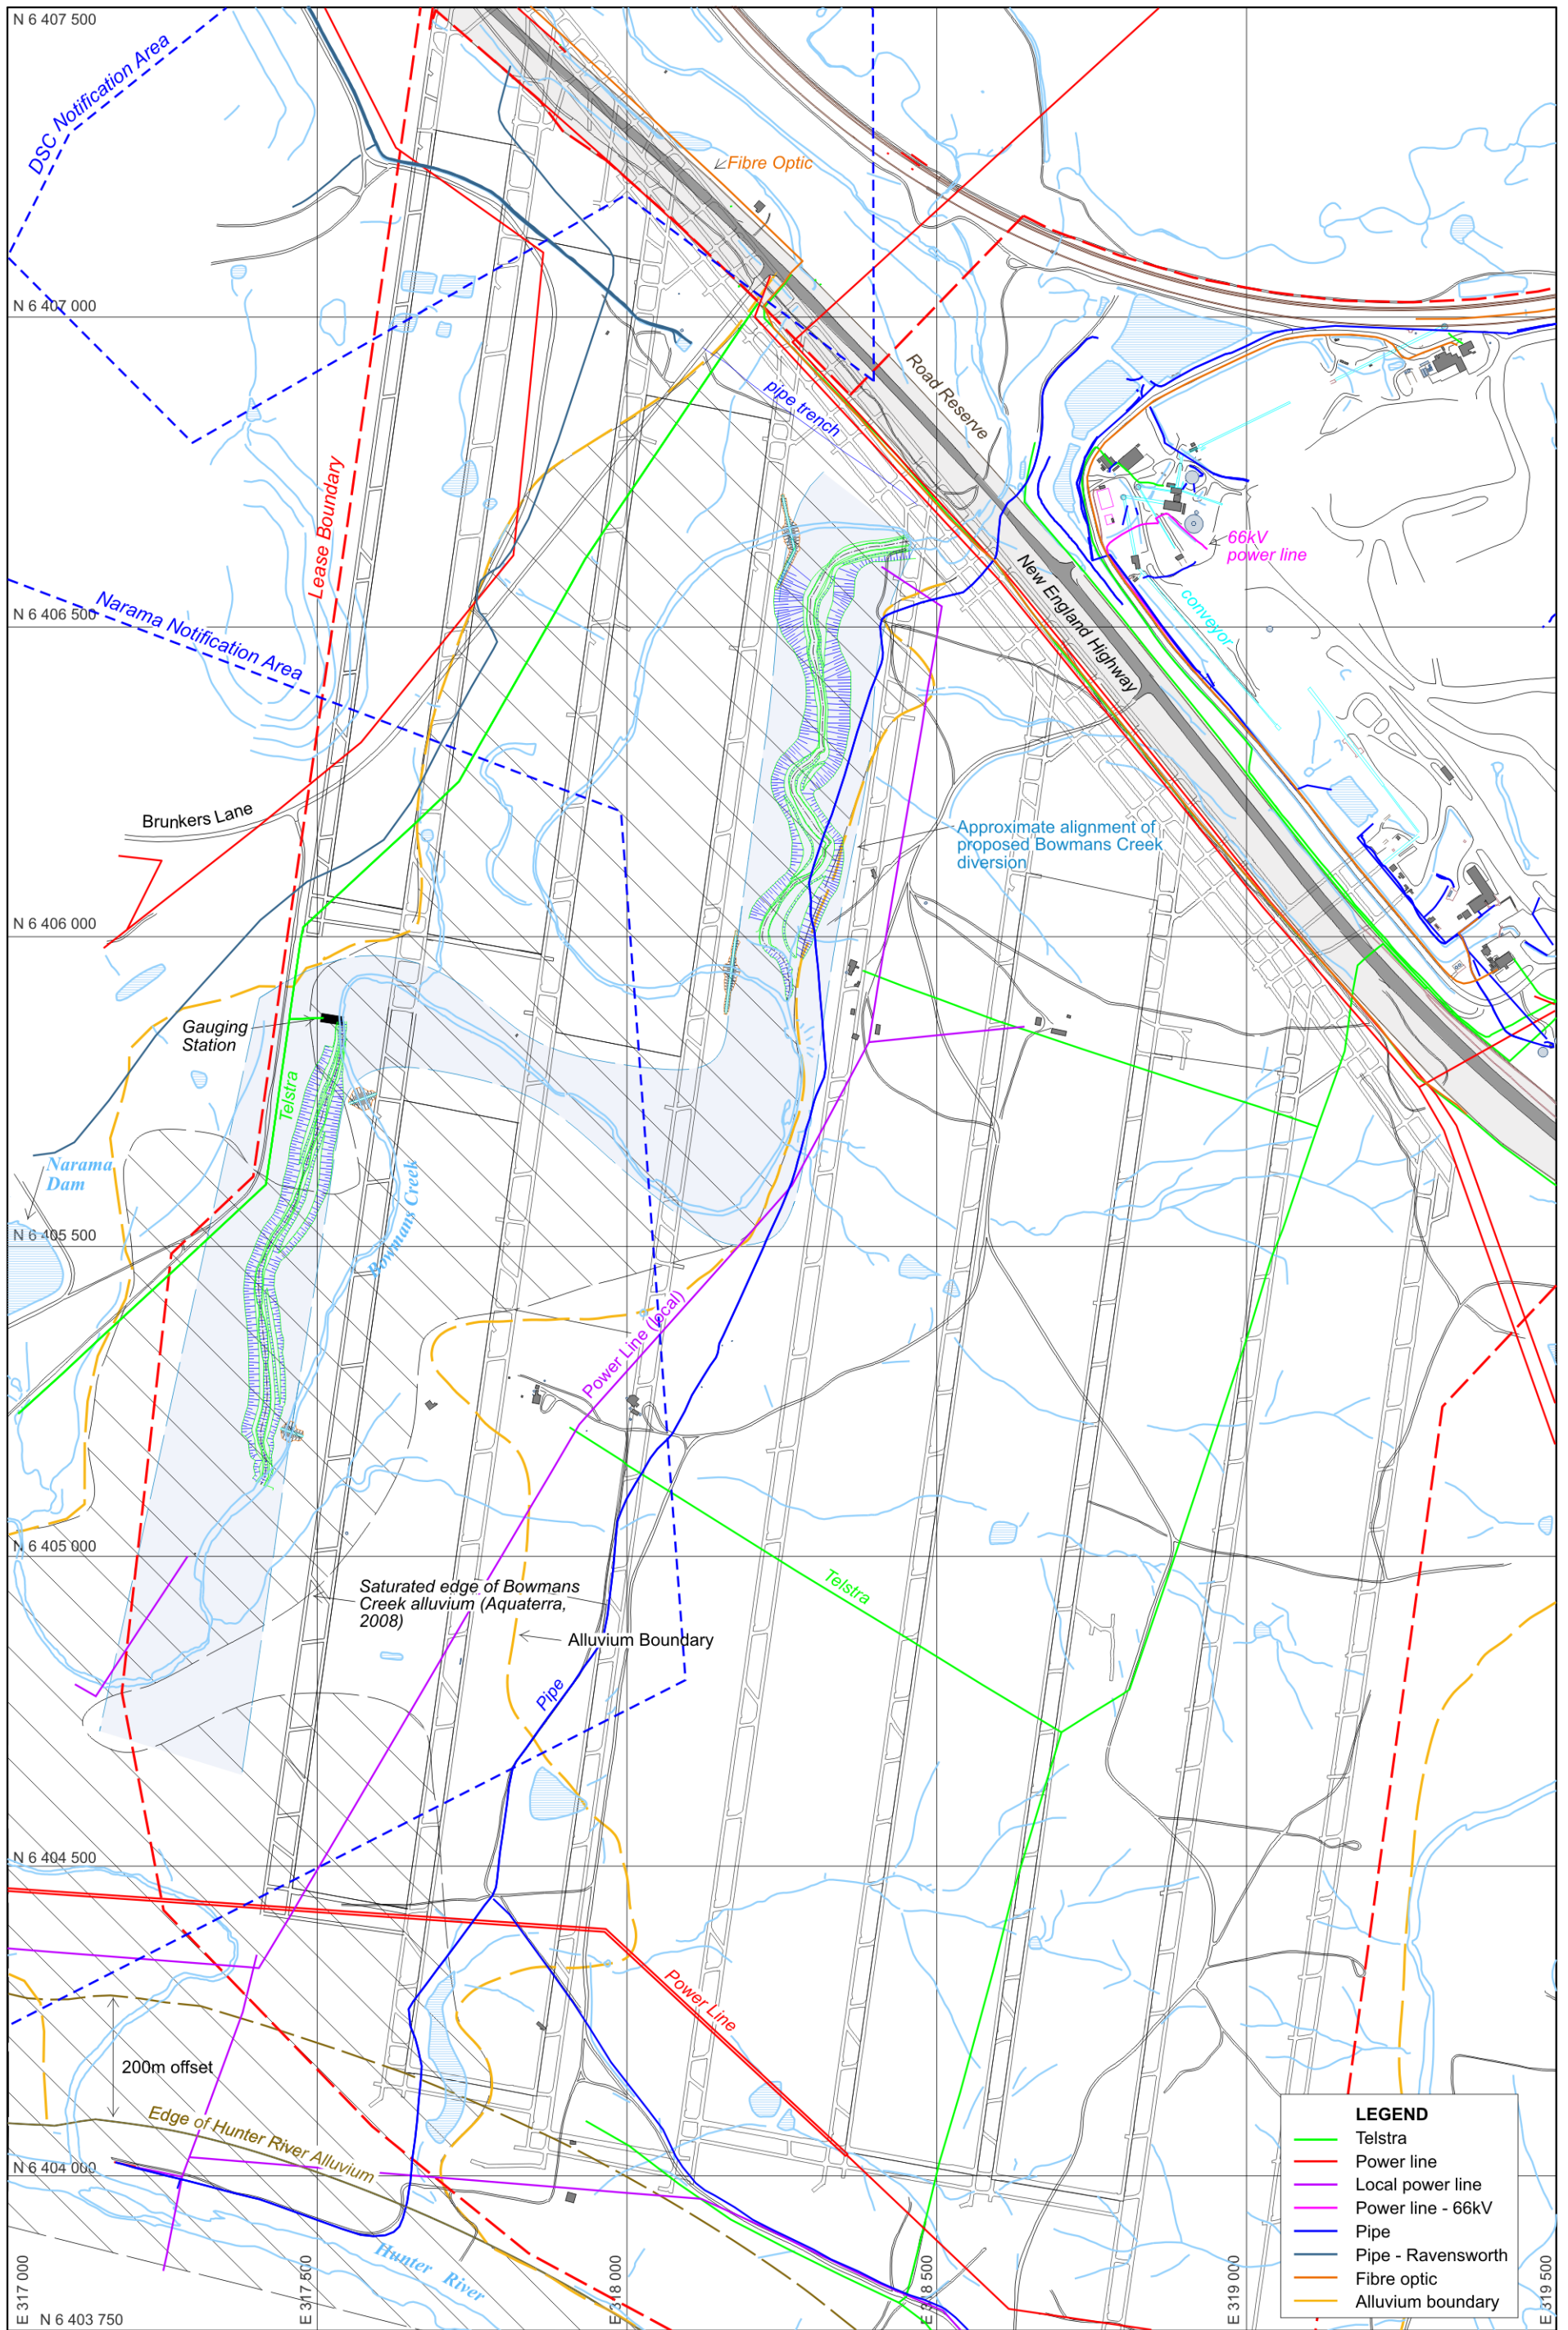 N 6 407 500
DSC Notification Area
Fibre Optic
N 6 407 000
Road Reserve
pipe trench
Lease Boundary
66kV
power line
New England Highway
conveyor
Narama Notification Area
N 6 406 500
Brunkers Lane
Approximate alignment of
proposed Bowmans Creek
diversion
N 6 406 000
Gauging
Station
Telstra
Narama
Dam
Bowmans Creek
N 6 405 500
Power Line (local)
N 6 405 000
Saturated edge of Bowmans
Creek alluvium (Aquaterra,
2008)
Telstra
Alluvium Boundary
Pipe
N 6 404 500
Power Line
200m offset
Edge of Hunter River Alluvium
N 6 404 000
Hunter River
LEGEND
Telstra
Power line
Local power line
Power line - 66kV
Pipe
Pipe - Ravensworth
Fibre optic
Alluvium boundary
E 317 000
E 317 500
E 318 000
E 318 500
E 319 000
E 319 500
N 6 403 750